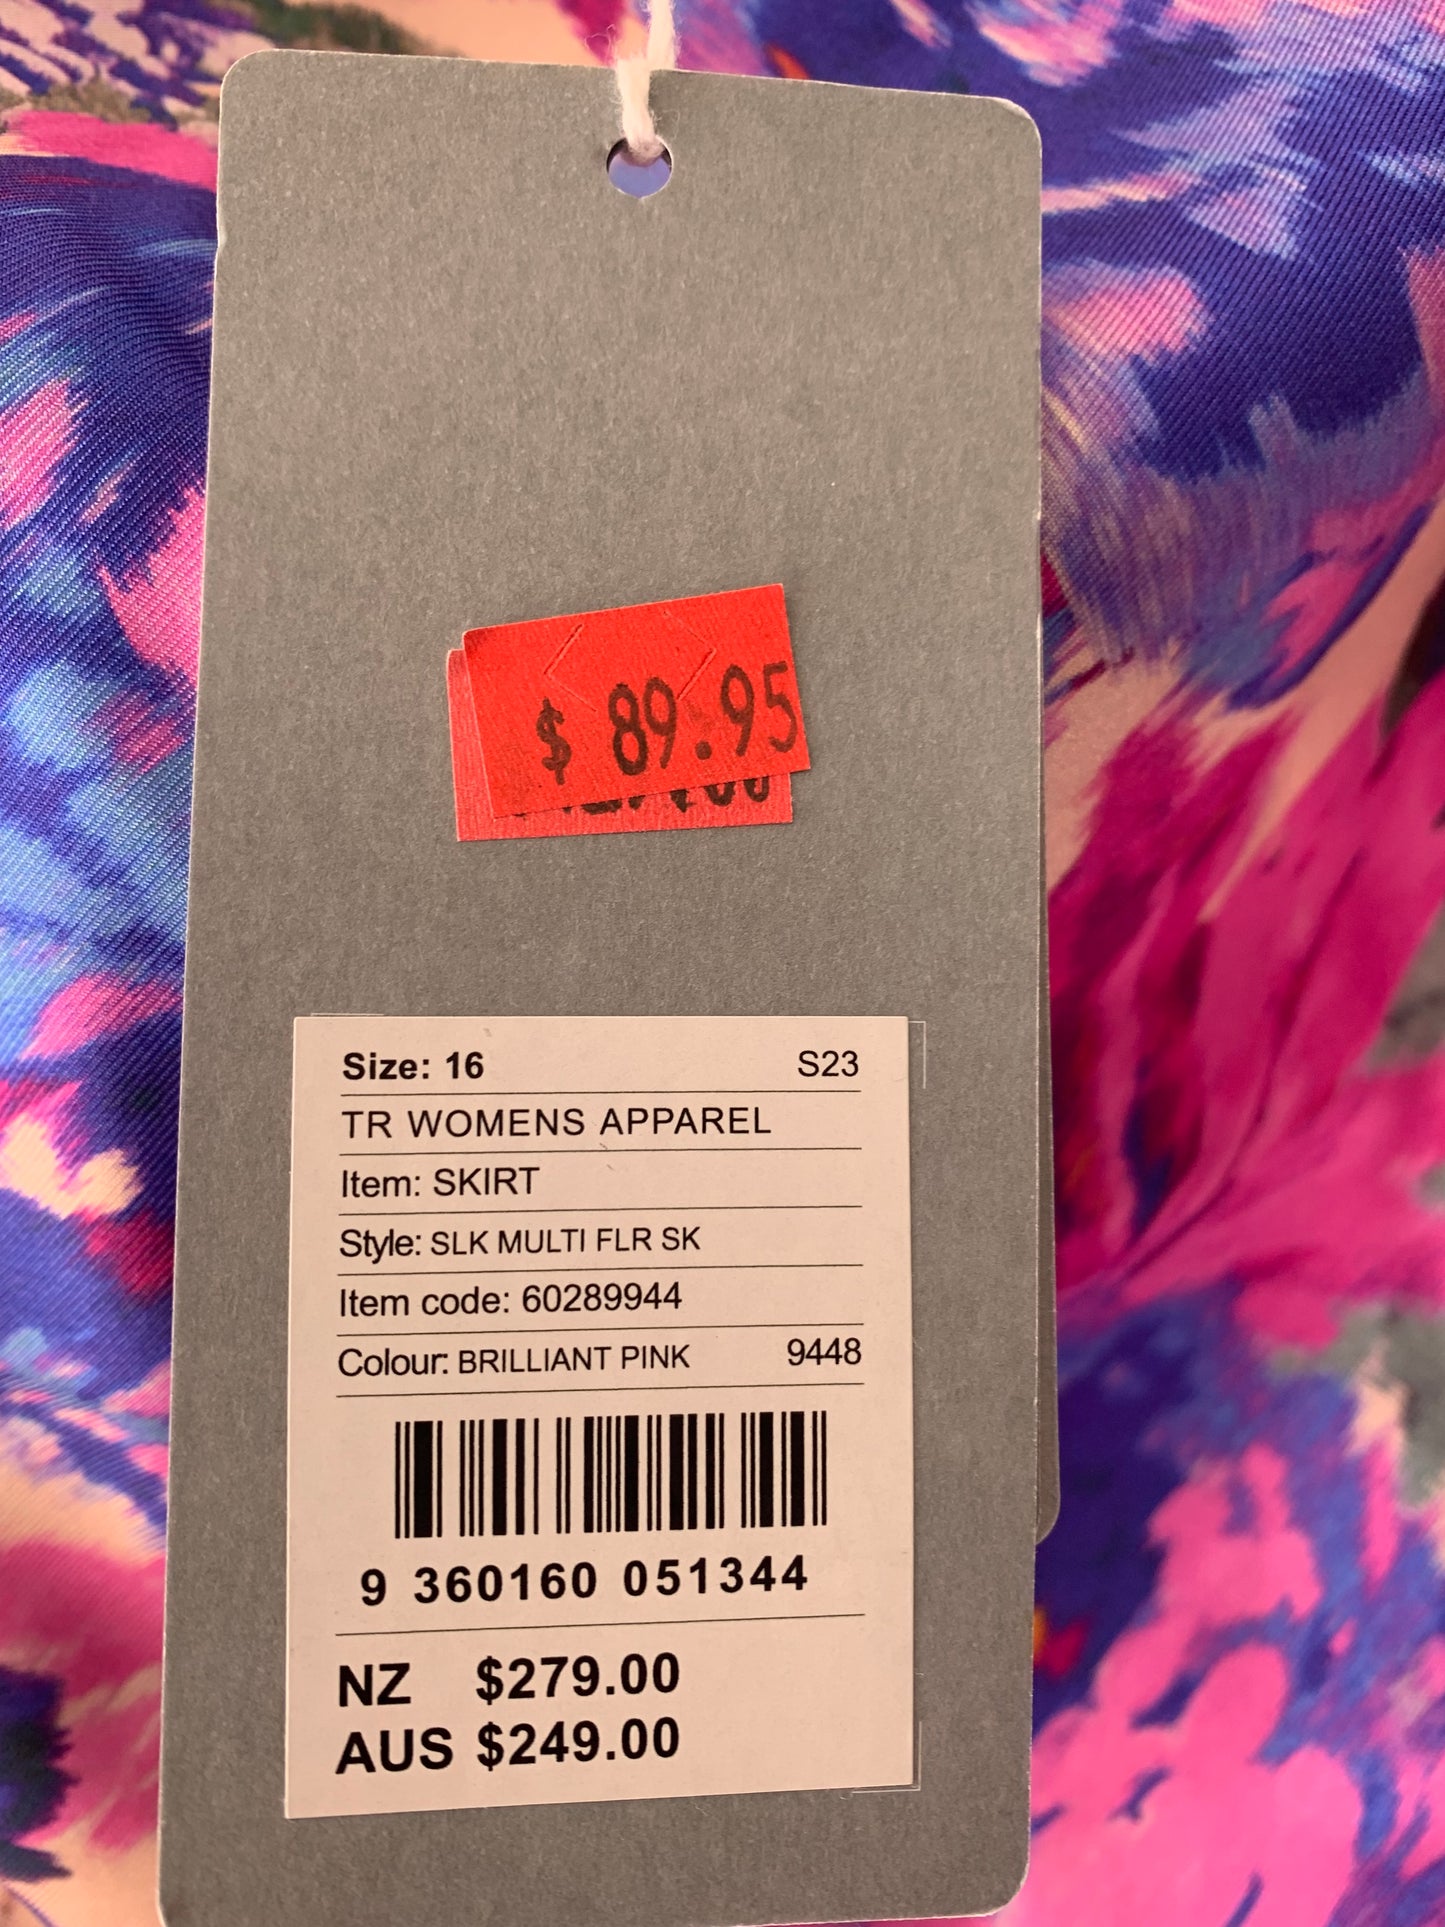 $ 89.95
Size: 16 S23
TR WOMENS APPAREL
Item: SKIRT
Style: SLK MULTI FLR SK
Item code: 60289944
Colour: BRILLIANT PINK 9448
9 360160 051344
NZ $279.00
AUS $249.00